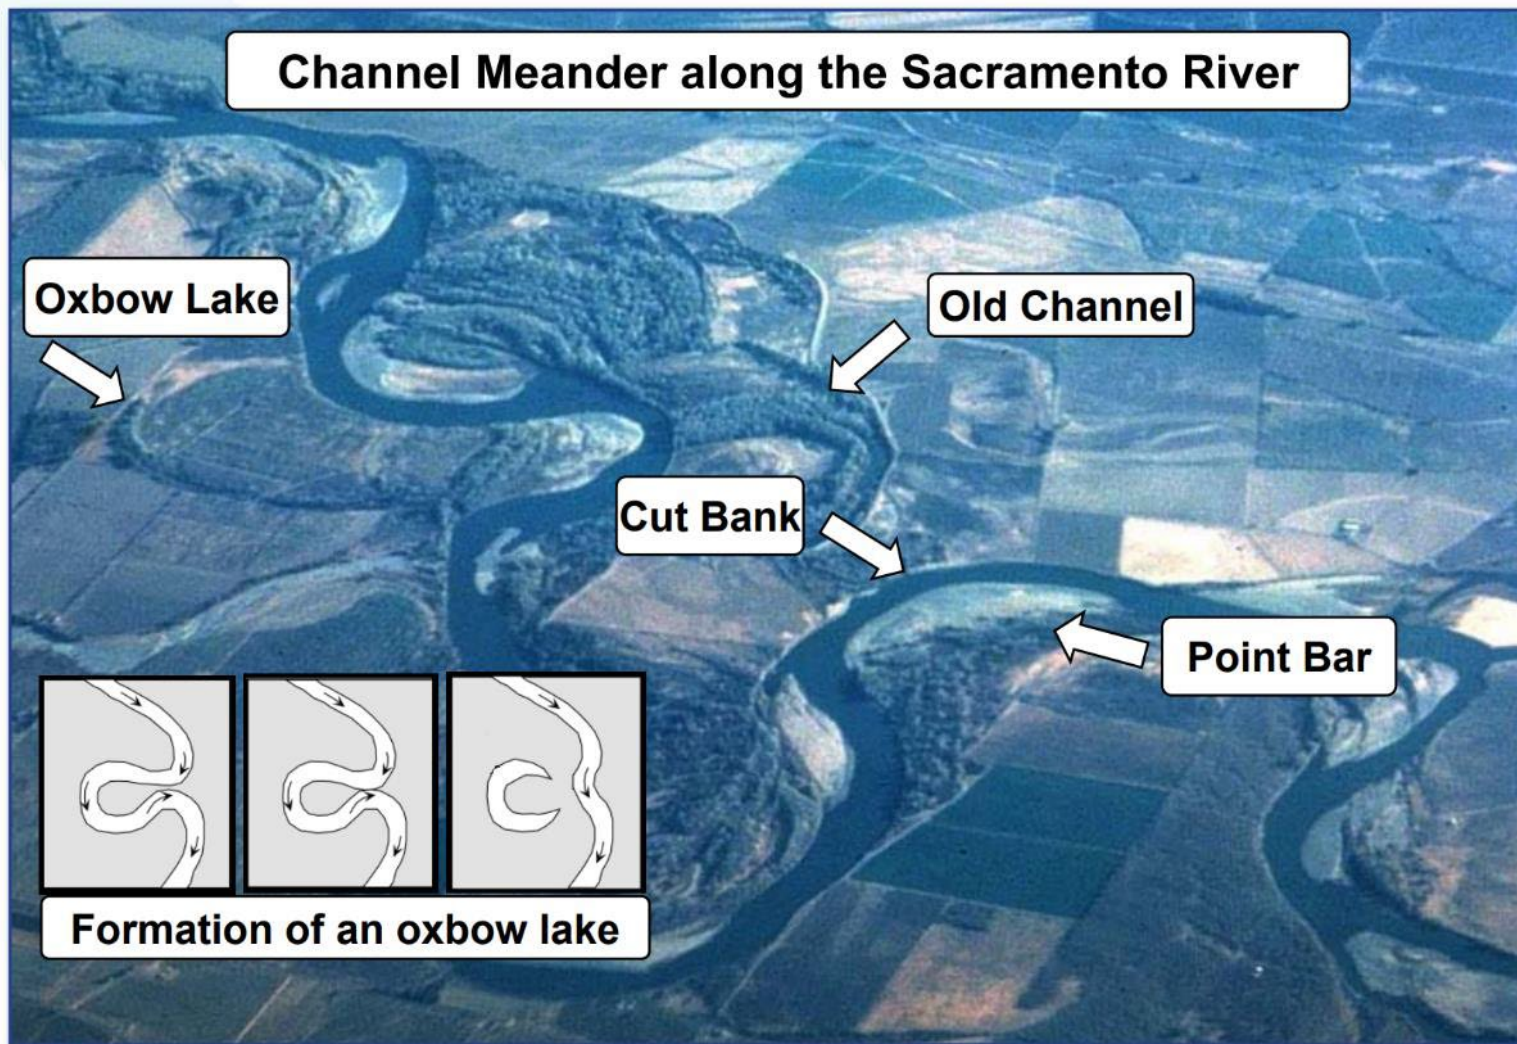 Channel Meander along the Sacramento River
Oxbow Lake
Old Channel
Cut Bank
Point Bar
Formation of an oxbow lake